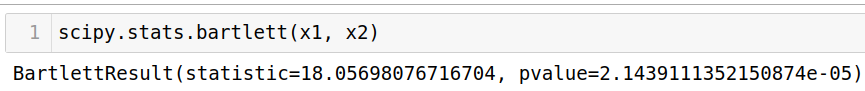 1 scipy.stats.bartlett(x1, x2)
BartlettResult(statistic=18.05698076716704, pvalue=2.1439111352150874e-05)